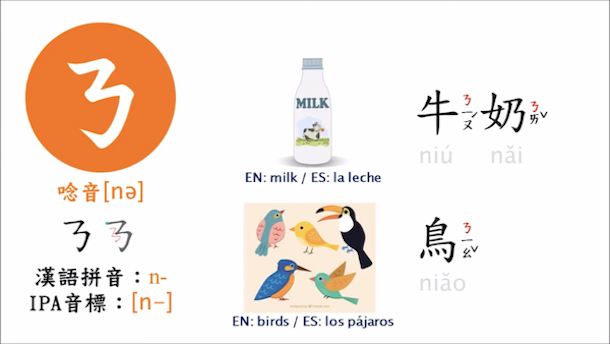 ㄋ
唸音[nə]
ㄋㄋ
漢語拼音：n-
IPA音標：[n–]
MILK
EN: milk / ES: la leche
牛ㄋㄧㄡˊ奶ㄋㄞˇ
niú nǎi
EN: birds / ES: los pájaros
鳥ㄋㄧㄠˇ
niǎo